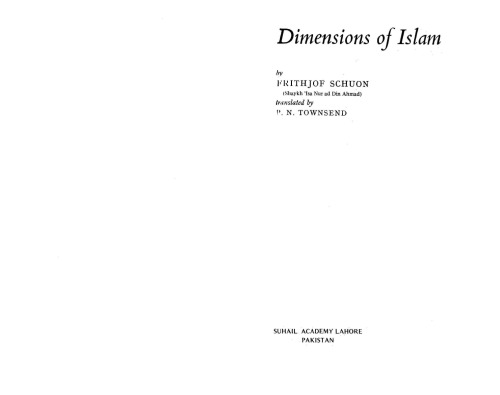 Dimensions of Islam
by
FRITHJOF SCHUON
(Shaykh 'Isa Nur ad Din Ahmad)
translated by
P. N. TOWNSEND
SUHAIL ACADEMY LAHORE
PAKISTAN